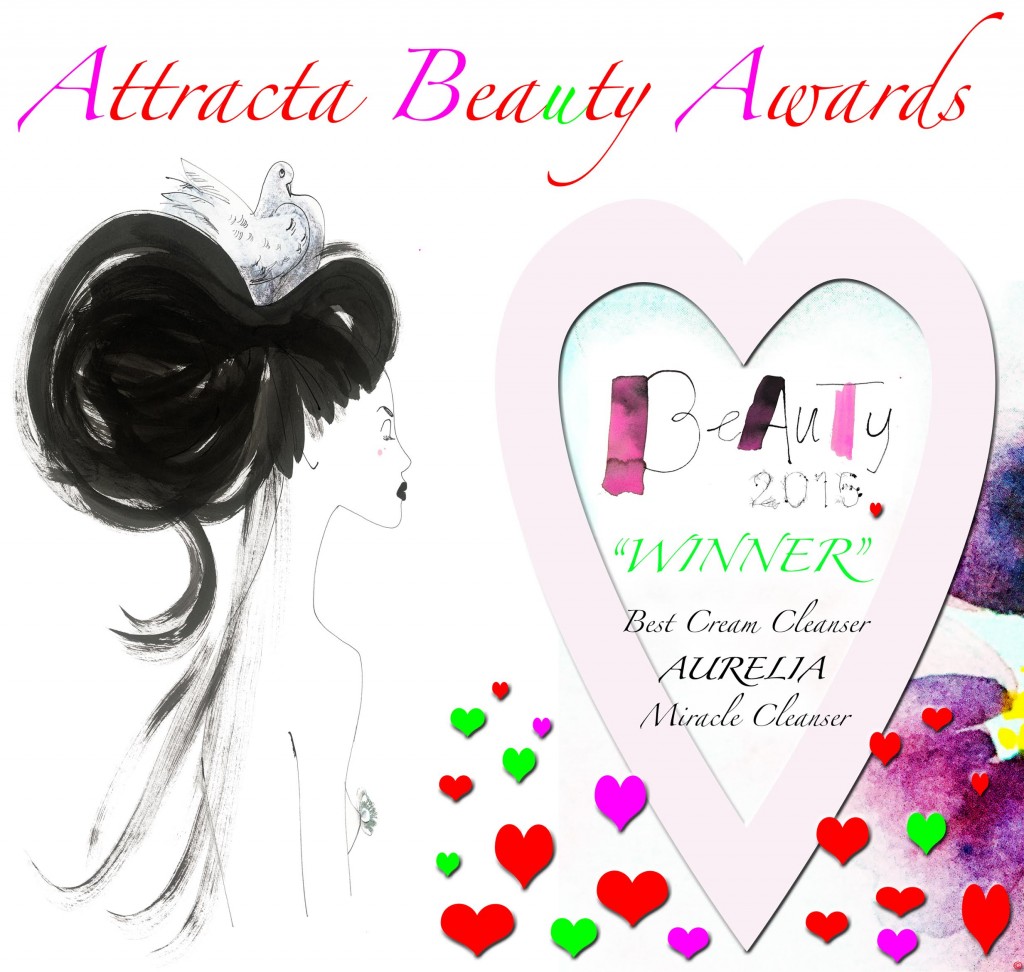 Attracta Beauty Awards
BeAuTy
2015
"WINNER"
Best Cream Cleanser
AURELIA
Miracle Cleanser